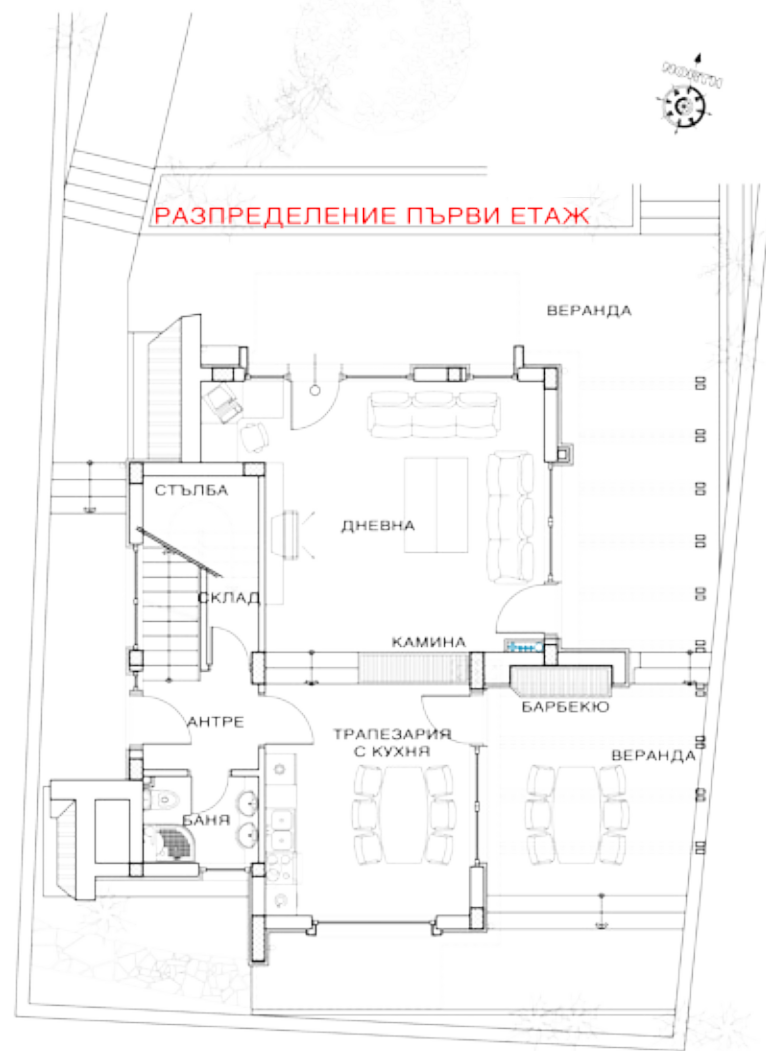 NORTH
РАЗПРЕДЕЛЕНИЕ ПЪРВИ ЕТАЖ
ВЕРАНДА
СТЪЛБА
ДНЕВНА
СКЛАД
КАМИНА
БАРБЕКЮ
АНТРЕ
ТРАПЕЗАРИЯ
С КУХНЯ
ВЕРАНДА
БАНЯ